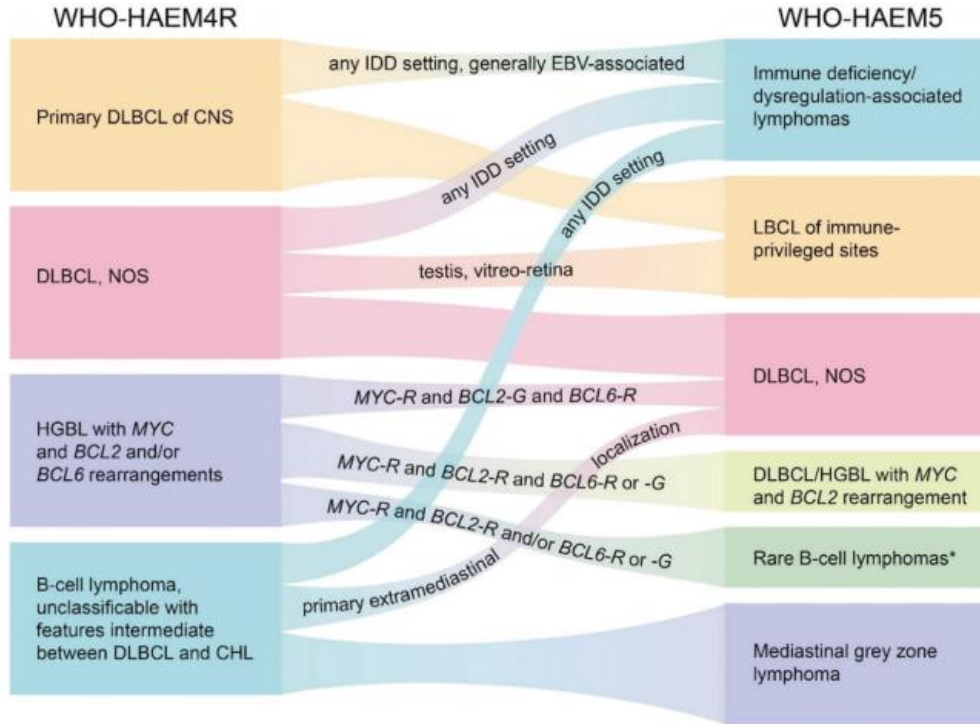 WHO-HAEM4R
WHO-HAEM5
Primary DLBCL of CNS
DLBCL, NOS
HGBL with MYC
and BCL2 and/or
BCL6 rearrangements
B-cell lymphoma,
unclassifiable with
features intermediate
between DLBCL and CHL
any IDD setting, generally EBV-associated
any IDD setting
any IDD setting
testis, vitreo-retina
MYC-R and BCL2-G and BCL6-R
MYC-R and BCL2-R and BCL6-R or -G
MYC-R and BCL2-R and/or BCL6-R or -G
primary extramediastinal localization
Immune deficiency/
dysregulation-associated
lymphomas
LBCL of immune-
privileged sites
DLBCL, NOS
DLBCL/HGBL with MYC
and BCL2 rearrangement
Rare B-cell lymphomas*
Mediastinal grey zone
lymphoma